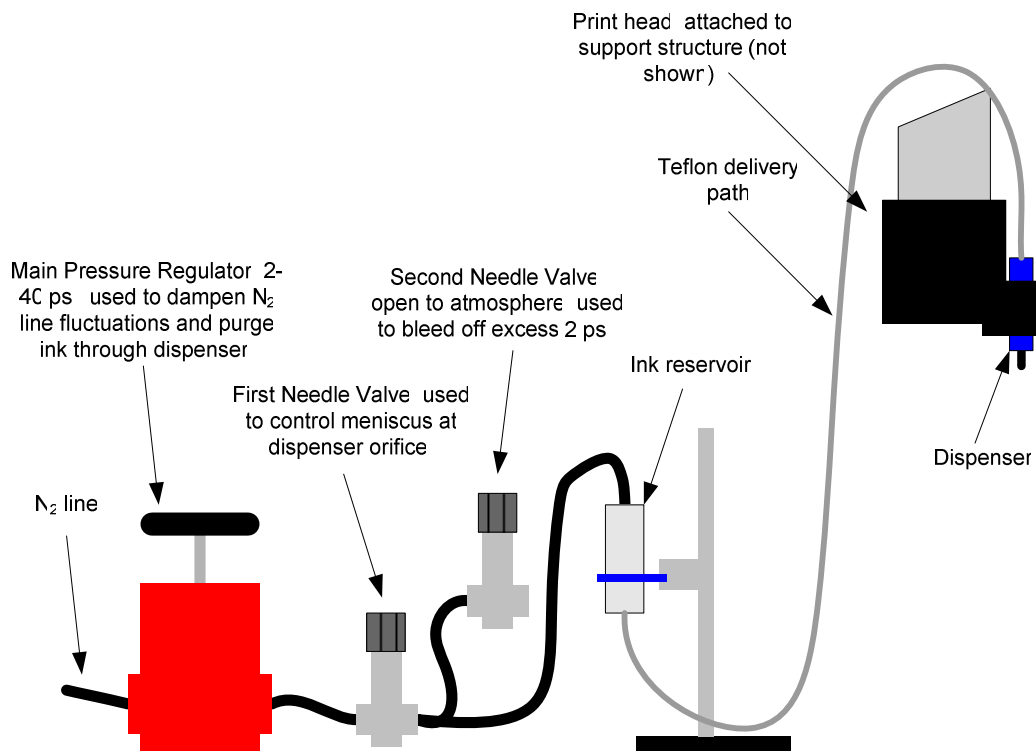 Print head attached to
support structure (not
shown)
Teflon delivery
path
Main Pressure Regulator 2-
40 ps used to dampen N₂
line fluctuations and purge
ink through dispenser
Second Needle Valve
open to atmosphere used
to bleed off excess 2 ps
Ink reservoir
First Needle Valve used
to control meniscus at
dispenser orifice
Dispenser
N₂ line